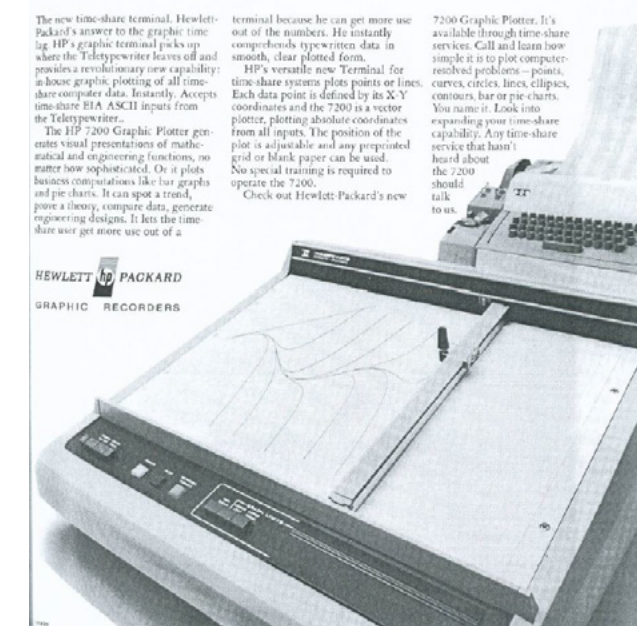 The new time-share terminal. Hewlett-
Packard's answer to the graphic time
lag. HP's graphic terminal picks up
where the Teletypewriter leaves off and
provides a revolutionary new capability:
in-house graphic plotting of all time-
share computer data. Instantly. Accepts
time-share EIA ASCII inputs from
the Teletypewriter..
The HP 7200 Graphic Plotter gen-
erates visual presentations of mathe-
matical and engineering functions, no
matter how sophisticated. Or it plots
business computations like bar graphs
and pie charts. It can spot a trend,
prove a theory, compare data, generate
engineering designs. It lets the time-
share user get more use out of a
terminal because he can get more use
out of the numbers. He instantly
comprehends typewritten data in
smooth, clear plotted form.
HP's versatile new Terminal for
time-share systems plots points or lines.
Each data point is defined by its X-Y
coordinates and the 7200 is a vector
plotter, plotting absolute coordinates
from all inputs. The position of the
plot is adjustable and any preprinted
grid or blank paper can be used.
No special training is required to
operate the 7200.
Check out Hewlett-Packard's new
7200 Graphic Plotter. It's
available through time-share
services. Call and learn how
simple it is to plot computer-
resolved problems – points,
curves, circles, lines, ellipses,
contours, bar or pie-charts.
You name it. Look into
expanding your time-share
capability. Any time-share
service that hasn't
heard about
the 7200
should
talk
to us.
HEWLETT hp PACKARD
GRAPHIC RECORDERS